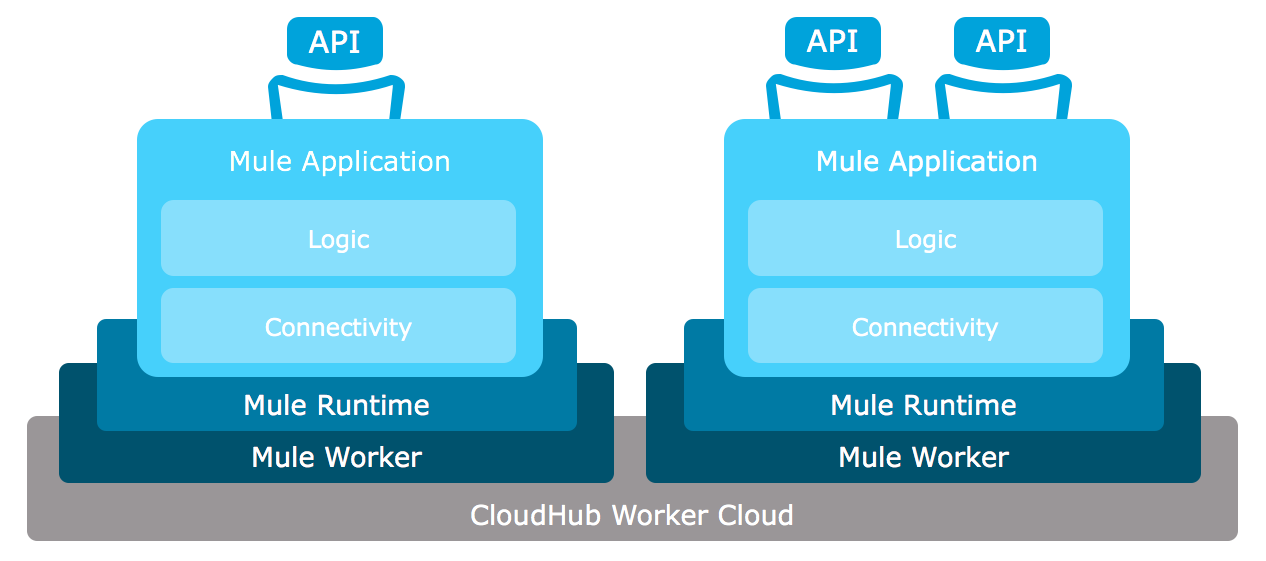 API
API
API
Mule Application
Mule Application
Logic
Logic
Connectivity
Connectivity
Mule Runtime
Mule Runtime
Mule Worker
Mule Worker
CloudHub Worker Cloud